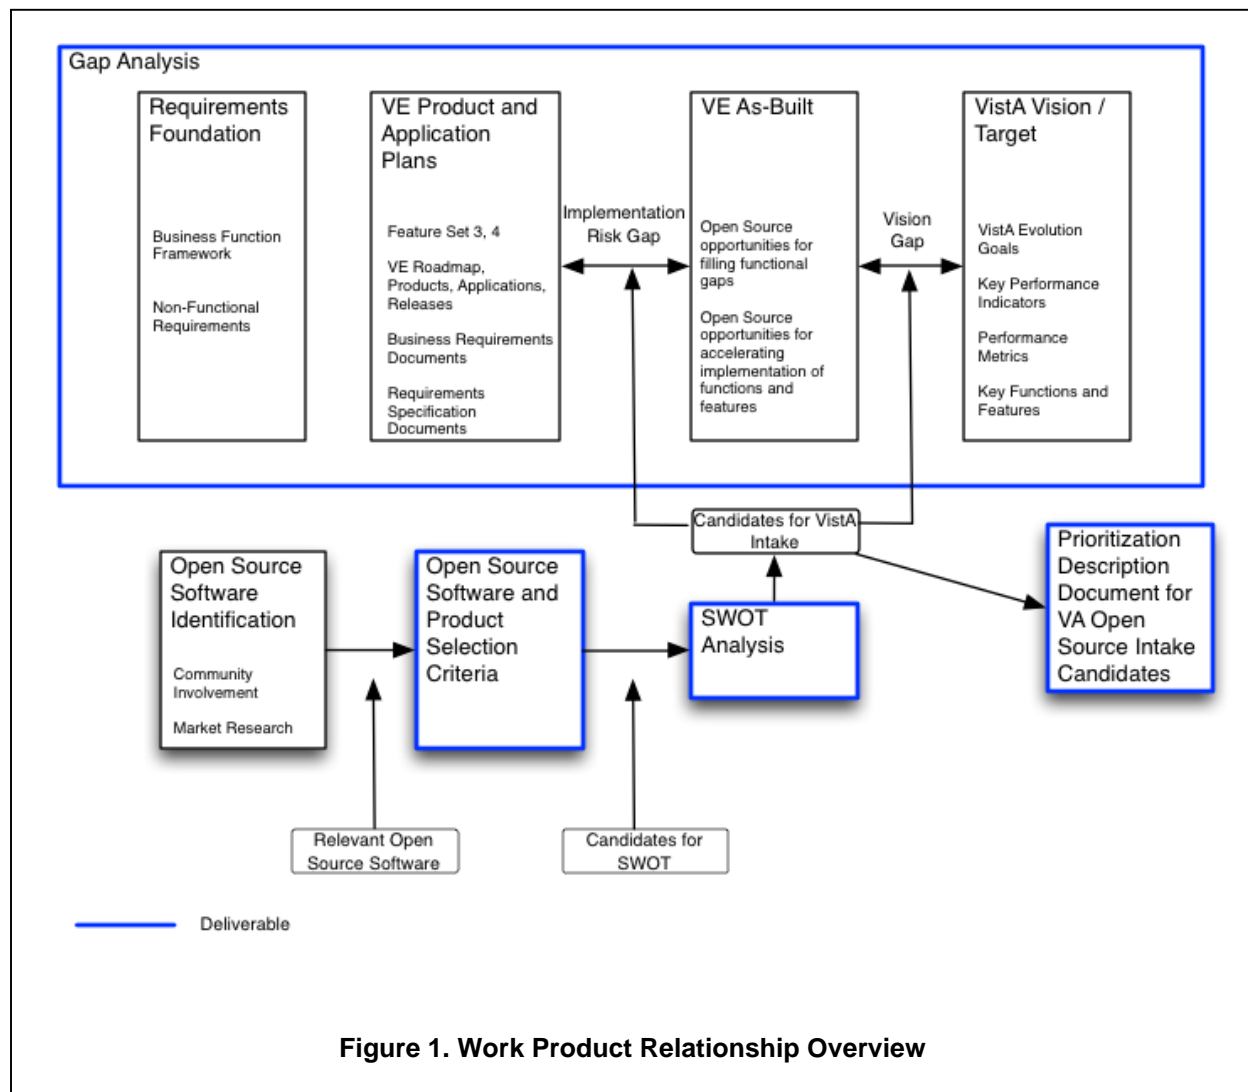 Gap Analysis
Requirements
Foundation
Business Function
Framework
Non-Functional
Requirements
VE Product and
Application
Plans
Feature Set 3, 4
VE Roadmap,
Products, Applications,
Releases
Business Requirements
Documents
Requirements
Specification
Documents
Implementation
Risk Gap
VE As-Built
Open Source
opportunities for
filling functional
gaps
Open Source
opportunities for
accelerating
implementation of
functions and
features
Vision
Gap
VistA Vision /
Target
VistA Evolution
Goals
Key Performance
Indicators
Performance
Metrics
Key Functions and
Features
Candidates for VistA
Intake
Open Source
Software
Identification
Community
Involvement
Market Research
Open Source
Software and
Product
Selection
Criteria
SWOT
Analysis
Prioritization
Description
Document for
VA Open
Source Intake
Candidates
Relevant Open
Source Software
Candidates for
SWOT
Deliverable
Figure 1. Work Product Relationship Overview